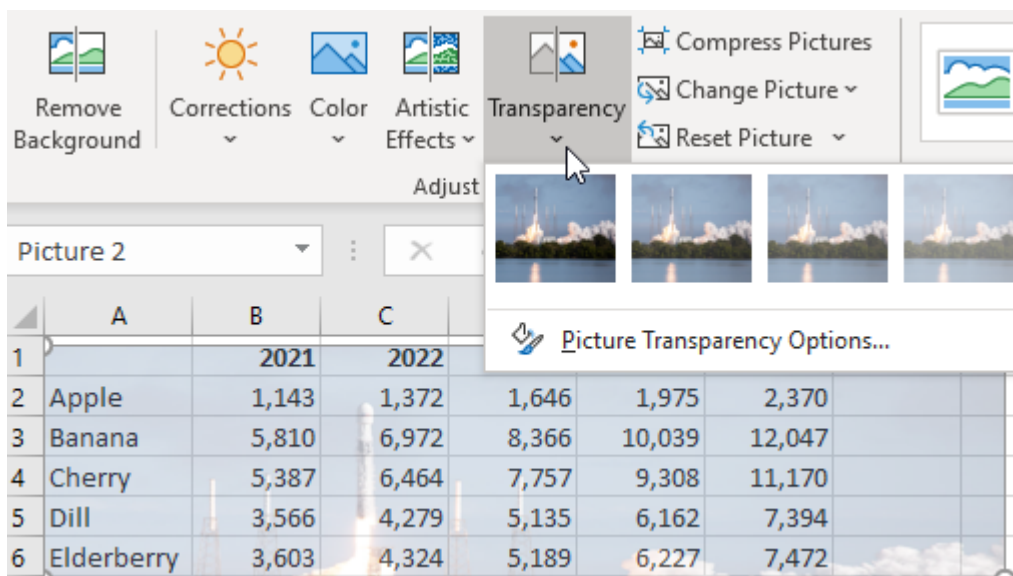 Remove Background
Corrections
Color
Artistic Effects
Transparency
Compress Pictures
Change Picture
Reset Picture
Adjust
Picture 2
Picture Transparency Options...
A B C
1 2021 2022
2 Apple 1,143 1,372 1,646 1,975 2,370
3 Banana 5,810 6,972 8,366 10,039 12,047
4 Cherry 5,387 6,464 7,757 9,308 11,170
5 Dill 3,566 4,279 5,135 6,162 7,394
6 Elderberry 3,603 4,324 5,189 6,227 7,472